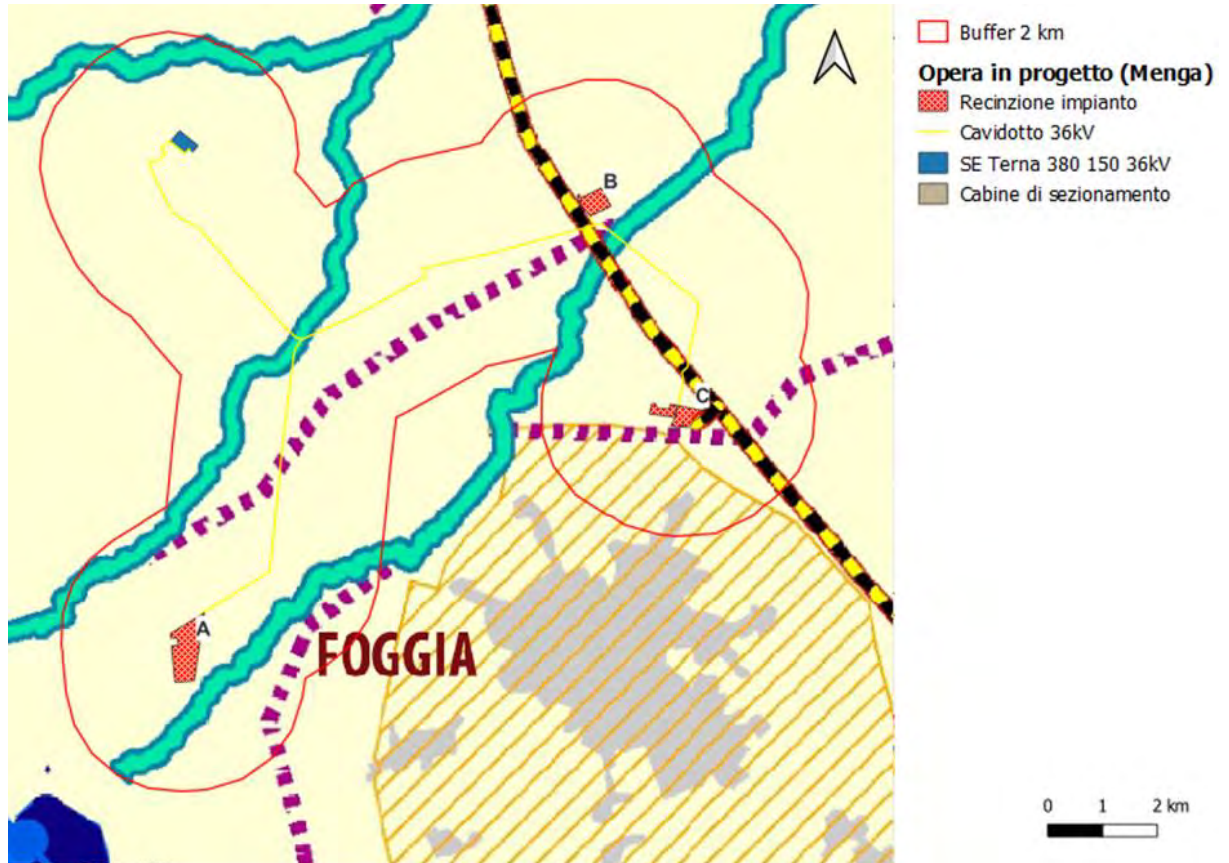 Buffer 2 km
Opera in progetto (Menga)
Recinzione impianto
Cavidotto 36kV
SE Terna 380 150 36kV
Cabine di sezionamento
B
C
A
FOGGIA
0 1 2 km